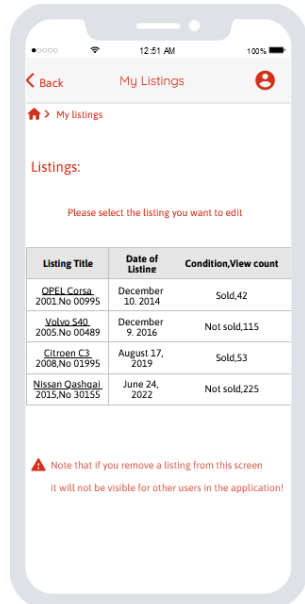 12:51 AM 100%
Back My Listings
> My listings
Listings:
Please select the listing you want to edit
Listing Title Date of Listing Condition,View count
OPEL Corsa December Sold,42
2001.No 00995 10. 2014
Volvo S40 December Not sold,115
2005.No 00489 9. 2016
Citroen C3 August 17, Sold,53
2008,No 01995 2019
Nissan Qashqai June 24, Not sold,225
2015,No 30155 2022
Note that if you remove a listing from this screen
it will not be visible for other users in the application!